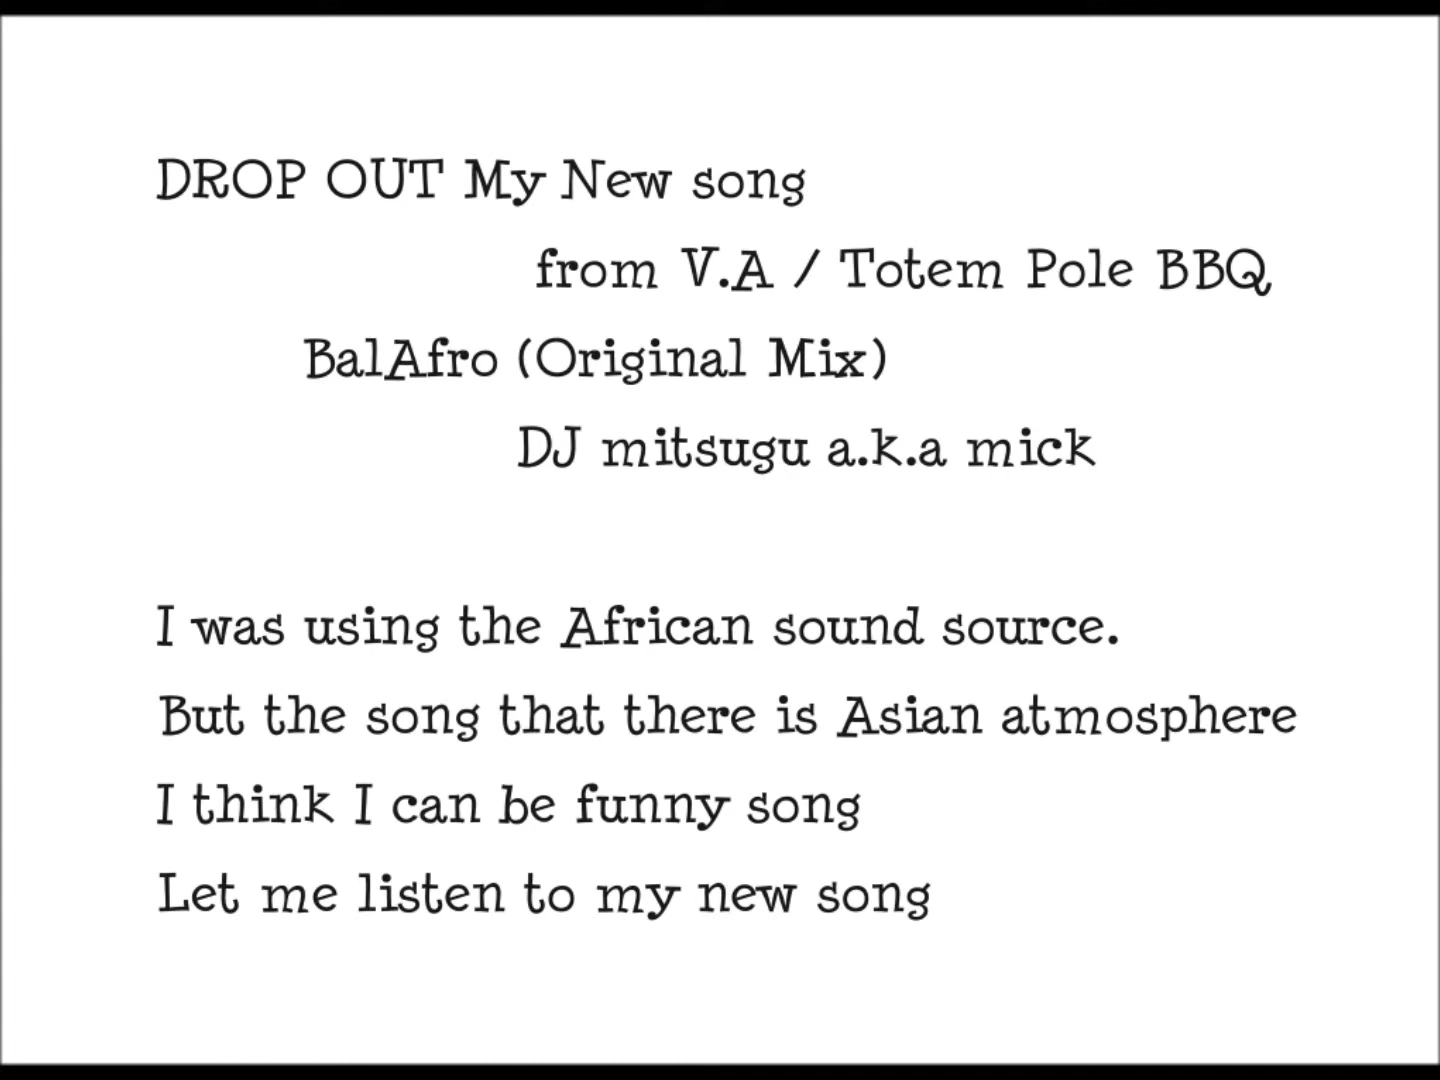 DROP OUT My New song
from V.A / Totem Pole BBQ
BalAfro (Original Mix)
DJ mitsugu a.k.a mick
I was using the African sound source.
But the song that there is Asian atmosphere
I think I can be funny song
Let me listen to my new song